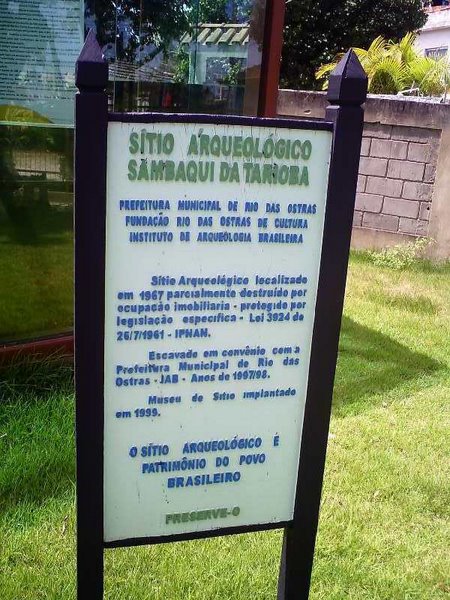 SÍTIO ARQUEOLÓGICO
SAMBAQUI DA TARIOBA
PREFEITURA MUNICIPAL DE RIO DAS OSTRAS
FUNDAÇÃO RIO DAS OSTRAS DE CULTURA
INSTITUTO DE ARQUEOLOGIA BRASILEIRA
Sítio Arqueológico localizado
em 1967 parcialmente destruído por
ocupação imobiliaria - protegido por
legislação específica - Lei 3924 de
26/7/1961 - IPHAN.
Escavado em convênio com a
Prefeitura Municipal de Rio das
Ostras - IAB - Anos de 1997/98.
Museu de Sítio implantado
em 1999.
O SÍTIO ARQUEOLÓGICO É
PATRIMÔNIO DO POVO
BRASILEIRO
PRESERVE-O